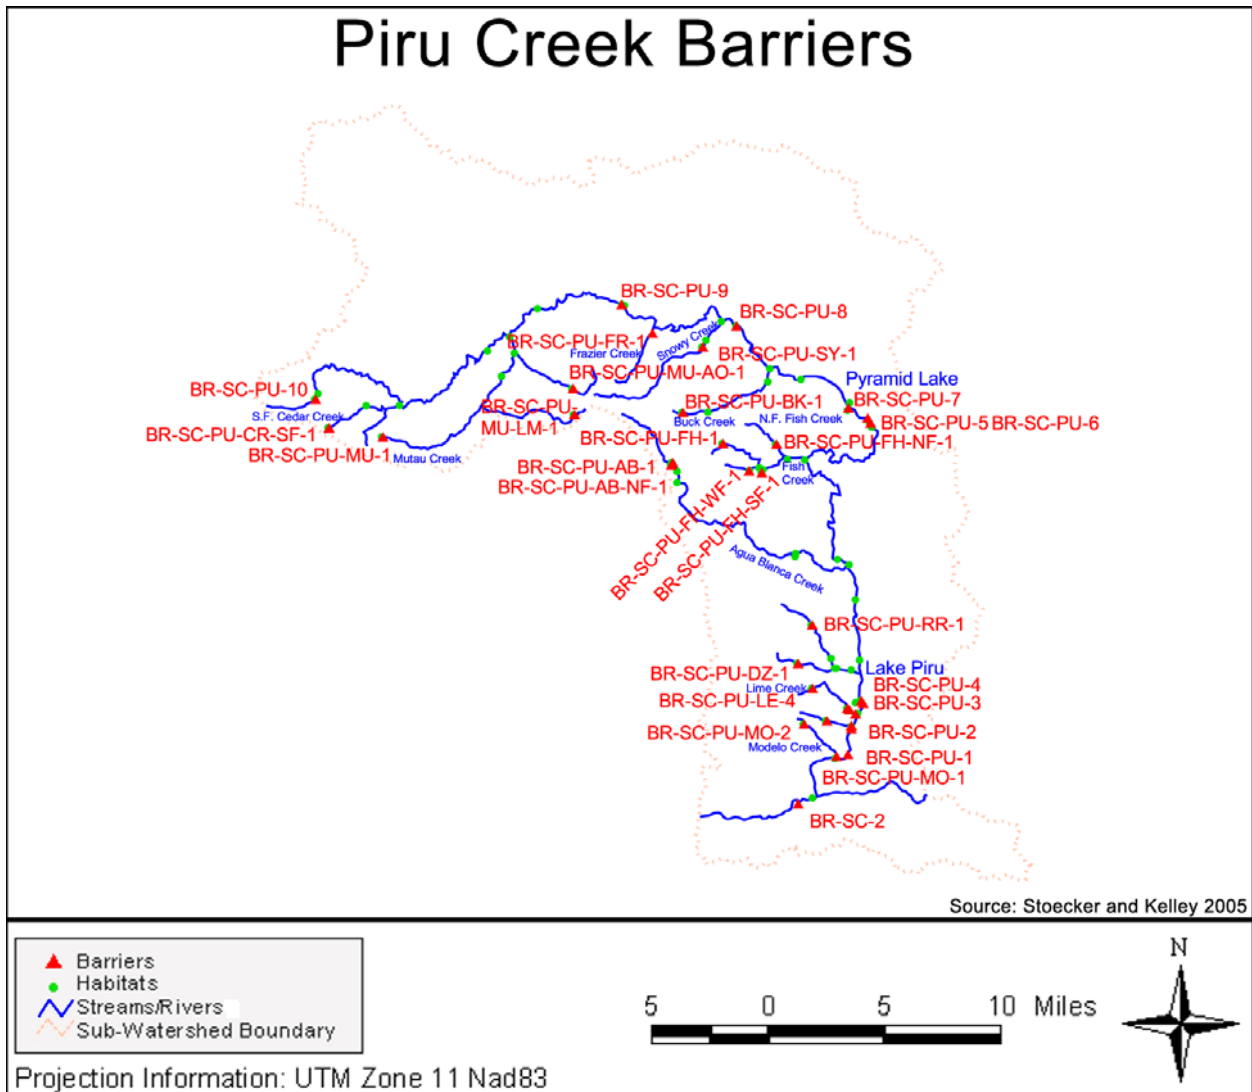 Piru Creek Barriers
BR-SC-PU-9
BR-SC-PU-8
BR-SC-PU-FR-1
Frazier Creek
Snowy Creek
BR-SC-PU-SY-1
BR-SC-PU-MU-AO-1
Pyramid Lake
BR-SC-PU-10
BR-SC-PU-7
S.F. Cedar Creek
BR-SC-PU-
MU-LM-1
BR-SC-PU-BK-1
Buck Creek
N.F. Fish Creek
BR-SC-PU-5 BR-SC-PU-6
BR-SC-PU-CR-SF-1
BR-SC-PU-MU-1
Mutau Creek
BR-SC-PU-FH-1
BR-SC-PU-FH-NF-1
BR-SC-PU-AB-1
BR-SC-PU-AB-NF-1
Fish
Creek
BR-SC-PU-FH-WF-1
BR-SC-PU-FH-SF-1
Agua Blanca Creek
BR-SC-PU-RR-1
BR-SC-PU-DZ-1
Lake Piru
Lime Creek
BR-SC-PU-4
BR-SC-PU-LE-4
BR-SC-PU-3
BR-SC-PU-MO-2
BR-SC-PU-2
Modelo Creek
BR-SC-PU-1
BR-SC-PU-MO-1
BR-SC-2
Source: Stoecker and Kelley 2005
Barriers
Habitats
Streams/Rivers
Sub-Watershed Boundary
5 0 5 10 Miles
N
Projection Information: UTM Zone 11 Nad83